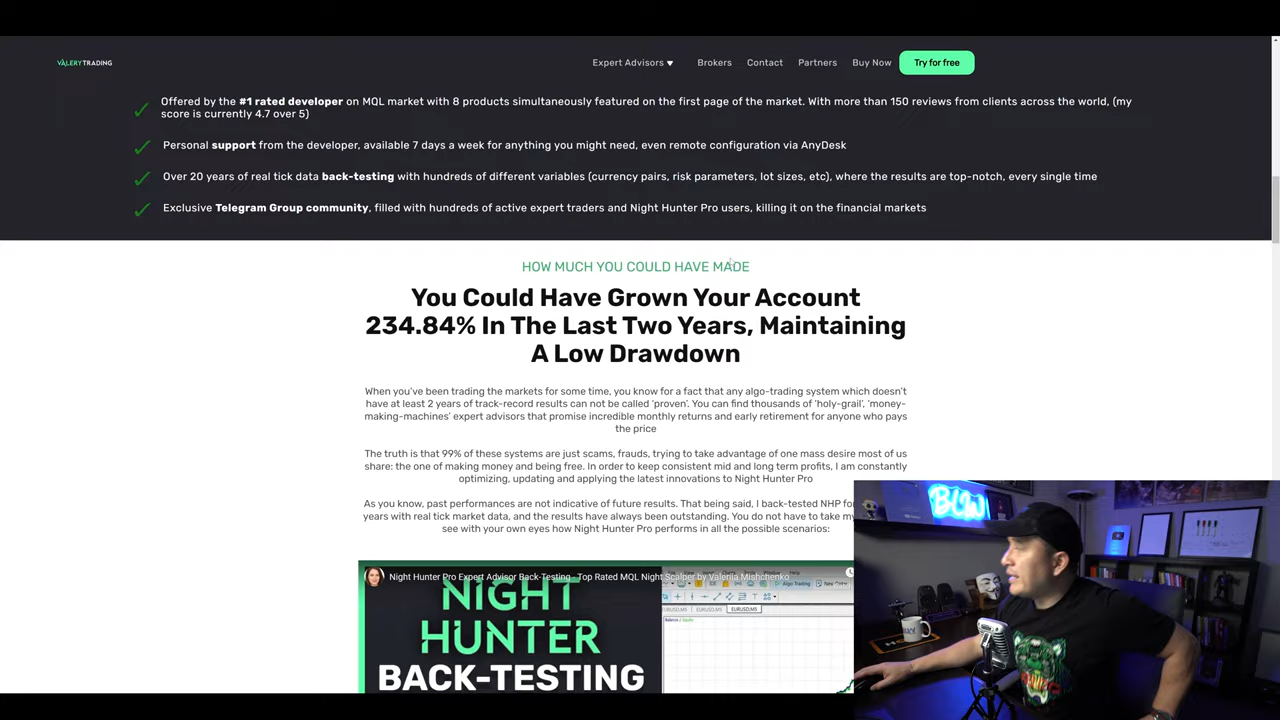 VALERYTRADING
Expert Advisors
Brokers
Contact
Partners
Buy Now
Try for free
Offered by the #1 rated developer on MQL market with 8 products simultaneously featured on the first page of the market. With more than 150 reviews from clients across the world, (my
score is currently 4.7 over 5)
Personal support from the developer, available 7 days a week for anything you might need, even remote configuration via AnyDesk
Over 20 years of real tick data back-testing with hundreds of different variables (currency pairs, risk parameters, lot sizes, etc), where the results are top-notch, every single time
Exclusive Telegram Group community, filled with hundreds of active expert traders and Night Hunter Pro users, killing it on the financial markets
HOW MUCH YOU COULD HAVE MADE
You Could Have Grown Your Account
234.84% In The Last Two Years, Maintaining
A Low Drawdown
When you've been trading the markets for some time, you know for a fact that any algo-trading system which doesn't
have at least 2 years of track-record results can not be called 'proven'. You can find thousands of 'holy-grail', 'money-
making-machines' expert advisors that promise incredible monthly returns and early retirement for anyone who pays
the price
The truth is that 99% of these systems are just scams, frauds, trying to take advantage of one mass desire most of us
share: the one of making money and being free. In order to keep consistent mid and long term profits, I am constantly
optimizing, updating and applying the latest innovations to Night Hunter Pro
As you know, past performances are not indicative of future results. That being said, I back-tested NHP for
years with real tick market data, and the results have always been outstanding. You do not have to take my
see with your own eyes how Night Hunter Pro performs in all the possible scenarios:
Night Hunter Pro Expert Advisor Back-Testing - Top Rated MQL Night Scalper by Valeriia Mishchenko
Algo Trading
EURUSD,M5
EURUSD,M5
EURUSD,M5
NIGHT
HUNTER
BACK-TESTING
BLW